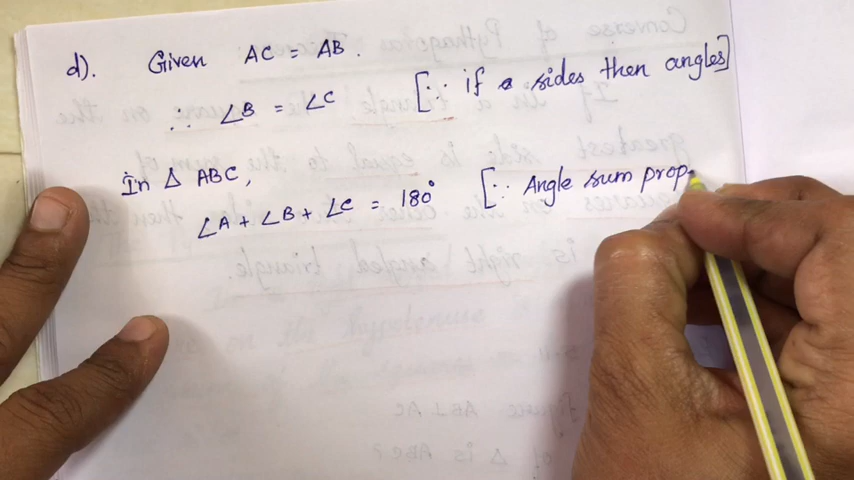 d). Given AC = AB.
∴ ∠B = ∠C [∵ if sides then angles]
In Δ ABC,
∠A + ∠B + ∠C = 180° [∵ Angle sum prop